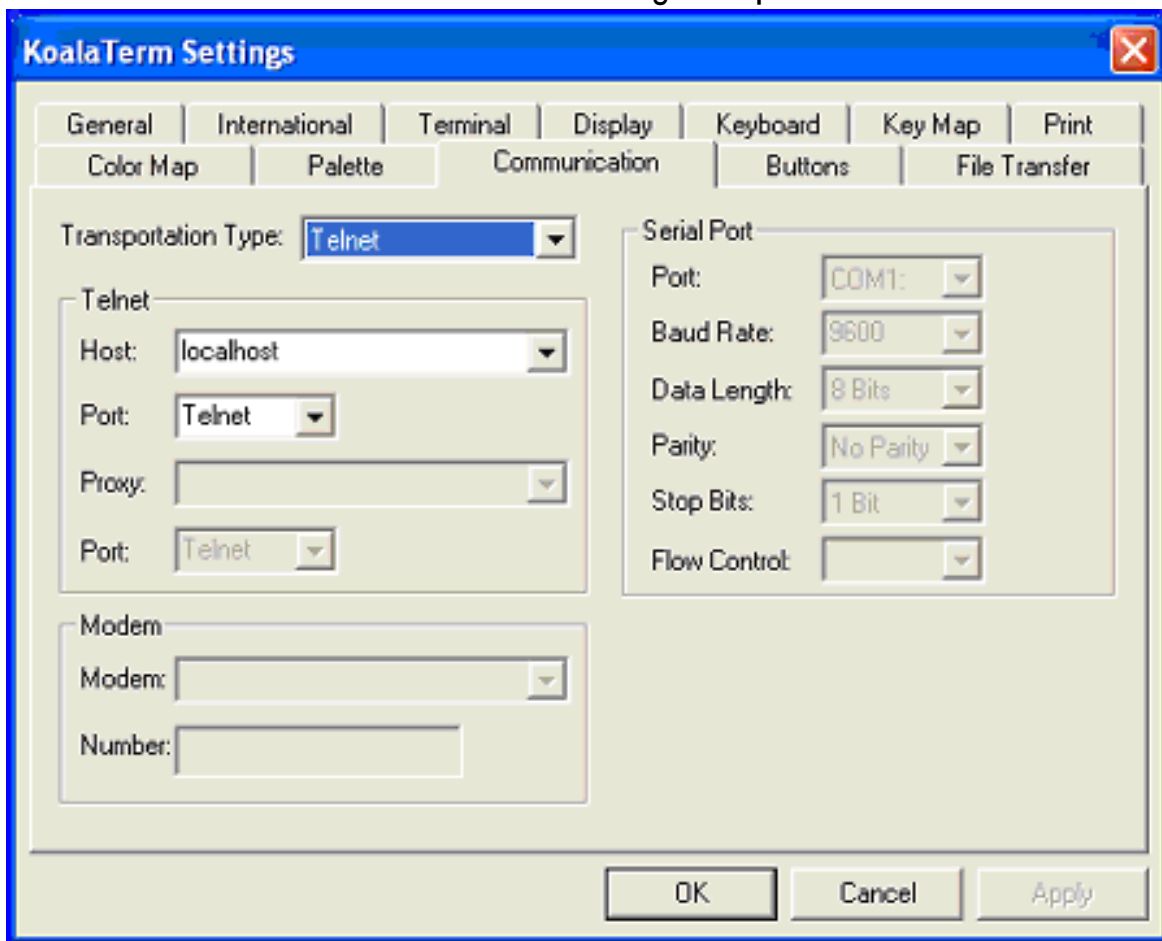 KoalaTerm Settings
General International Terminal Display Keyboard Key Map Print
Color Map Palette Communication Buttons File Transfer
Transportation Type: Telnet
Telnet
Host: localhost
Port: Telnet
Proxy:
Port: Telnet
Modem
Modem:
Number:
Serial Port
Port: COM1:
Baud Rate: 9600
Data Length: 8 Bits
Parity: No Parity
Stop Bits: 1 Bit
Flow Control:
OK Cancel Apply